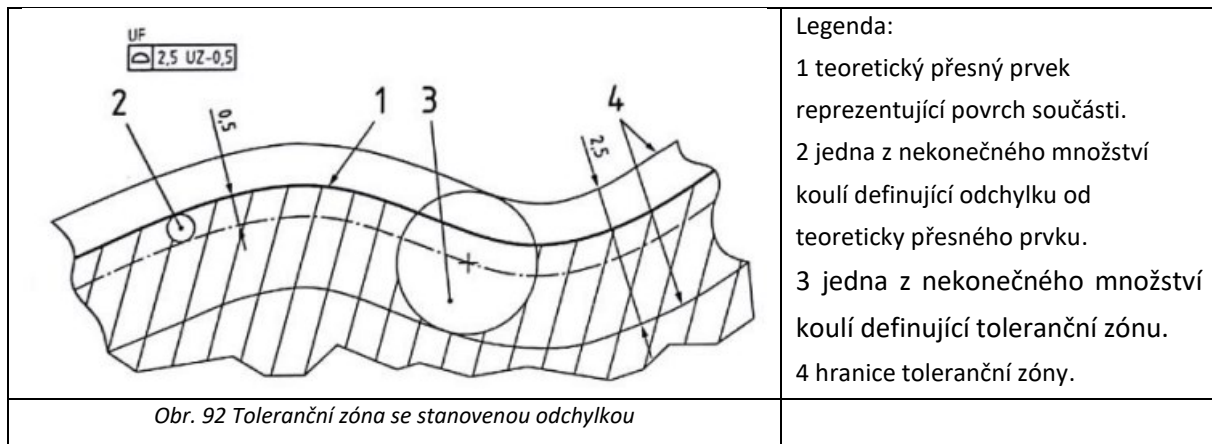 UF
⌓ 2,5 UZ-0,5
2
0,5
1
3
4
2,5
Legenda:
1 teoretický přesný prvek
reprezentující povrch součásti.
2 jedna z nekonečného množství
koulí definující odchylku od
teoreticky přesného prvku.
3 jedna z nekonečného množství
koulí definující toleranční zónu.
4 hranice toleranční zóny.
Obr. 92 Toleranční zóna se stanovenou odchylkou